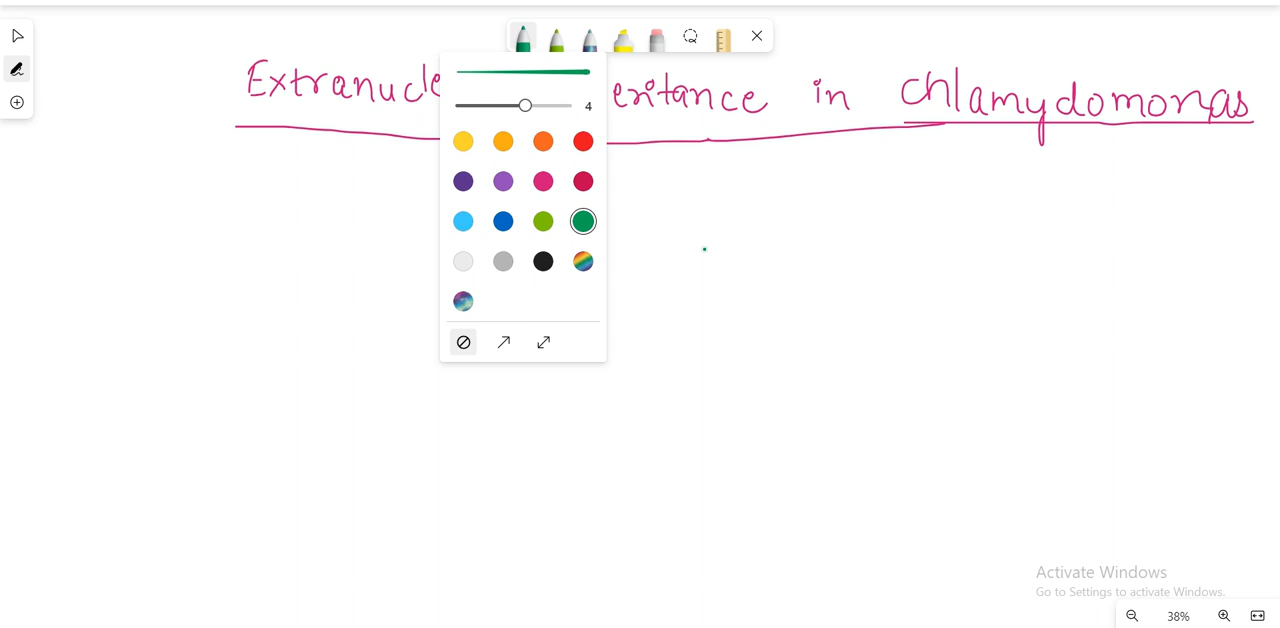 Extranucle eritance in chlamydomonas
4
Activate Windows
Go to Settings to activate Windows.
38%